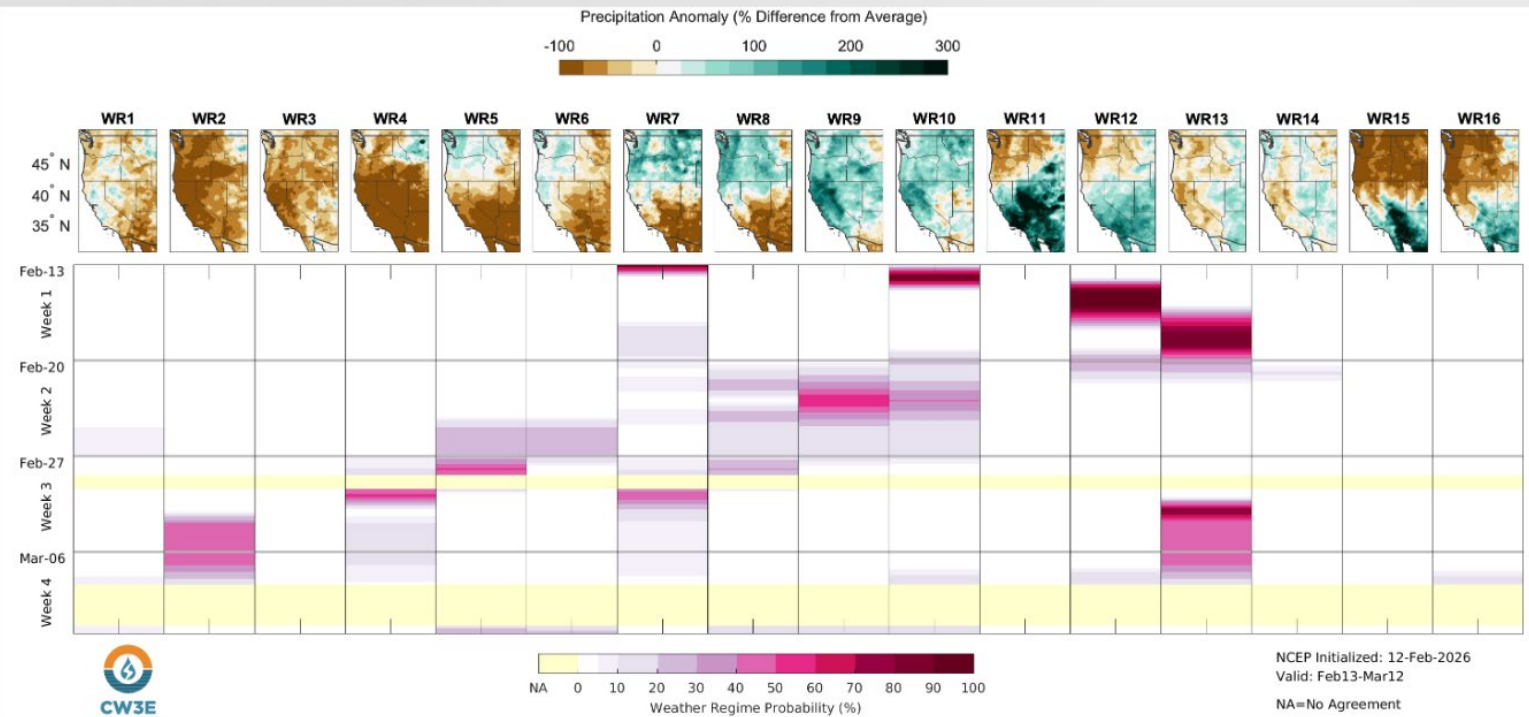 Precipitation Anomaly (% Difference from Average)
-100 0 100 200 300
WR1 WR2 WR3 WR4 WR5 WR6 WR7 WR8 WR9 WR10 WR11 WR12 WR13 WR14 WR15 WR16
45° N
40° N
35° N
Feb-13
Week 1
Feb-20
Week 2
Feb-27
Week 3
Mar-06
Week 4
NA 0 10 20 30 40 50 60 70 80 90 100
Weather Regime Probability (%)
CW3E
NCEP Initialized: 12-Feb-2026
Valid: Feb13-Mar12
NA=No Agreement